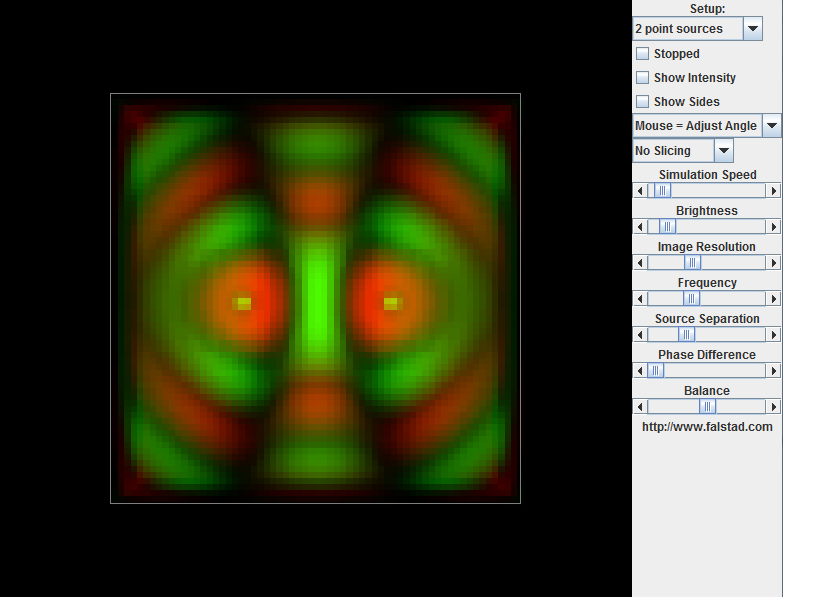 Setup:
2 point sources
Stopped
Show Intensity
Show Sides
Mouse = Adjust Angle
No Slicing
Simulation Speed
Brightness
Image Resolution
Frequency
Source Separation
Phase Difference
Balance
http://www.falstad.com